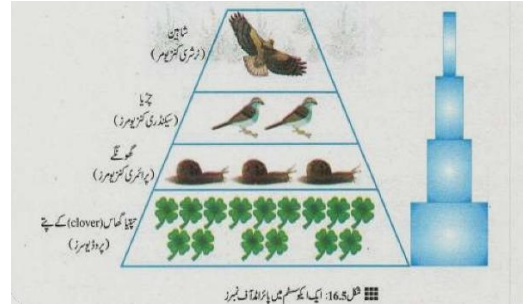 شاہین
(ٹرشری کنزیومر)
چڑیا
(سیکنڈری کنزیومرز)
گھونگے
(پرائمری کنزیومرز)
چپتیا گھاس (clover) کے پتے
(پروڈیوسرز)
شکل 16.5: ایک ایکوسسٹم میں پائرامڈ آف نمبرز